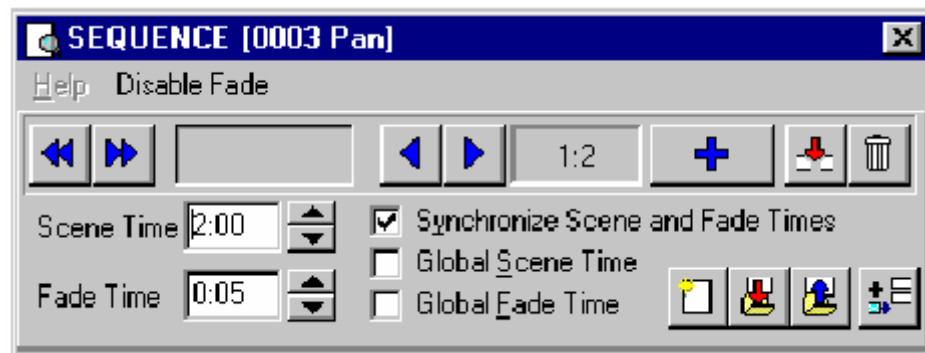 SEQUENCE [0003 Pan]
Help Disable Fade
1:2
Scene Time 2:00 Synchronize Scene and Fade Times
Global Scene Time
Fade Time 0:05 Global Fade Time